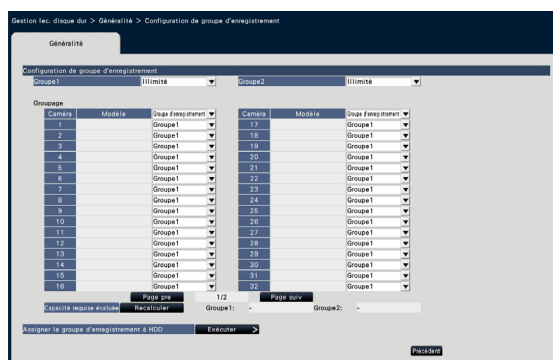 Gestion lec. disque dur > Généralité > Configuration de groupe d'enregistrement
Généralité
Configuration de groupe d'enregistrement
Groupe1 Illimité Groupe2 Illimité
Groupage
Caméra Modèle Groupe d'enregistrement Caméra Modèle Groupe d'enregistrement
1 Groupe1 17 Groupe1
2 Groupe1 18 Groupe1
3 Groupe1 19 Groupe1
4 Groupe1 20 Groupe1
5 Groupe1 21 Groupe1
6 Groupe1 22 Groupe1
7 Groupe1 23 Groupe1
8 Groupe1 24 Groupe1
9 Groupe1 25 Groupe1
10 Groupe1 26 Groupe1
11 Groupe1 27 Groupe1
12 Groupe1 28 Groupe1
13 Groupe1 29 Groupe1
14 Groupe1 30 Groupe1
15 Groupe1 31 Groupe1
16 Groupe1 32 Groupe1
Page pre 1/2 Page suiv
Capacité requise évaluée Recalculer Groupe1: - Groupe2: -
Assigner le groupe d'enregistrement à HDD Exécuter >
Précédent